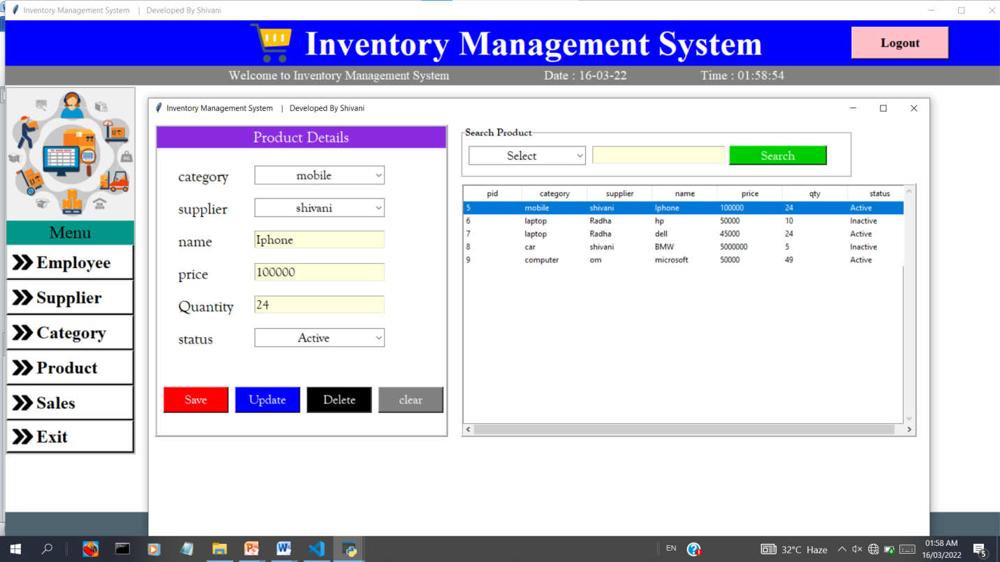 Inventory Management System | Developed By Shivani
Inventory Management System
Logout
Welcome to Inventory Management System Date : 16-03-22 Time : 01:58:54
Menu
Employee
Supplier
Category
Product
Sales
Exit
Inventory Management System | Developed By Shivani
Product Details
category mobile
supplier shivani
name Iphone
price 100000
Quantity 24
status Active
Save Update Delete clear
Search Product
Select Search
pid category supplier name price qty status
5 mobile shivani Iphone 100000 24 Active
6 laptop Radha hp 50000 10 Inactive
7 laptop Radha dell 45000 24 Active
8 car shivani BMW 5000000 5 Inactive
9 computer om microsoft 50000 49 Active
EN 32°C Haze 01:58 AM
16/03/2022
5